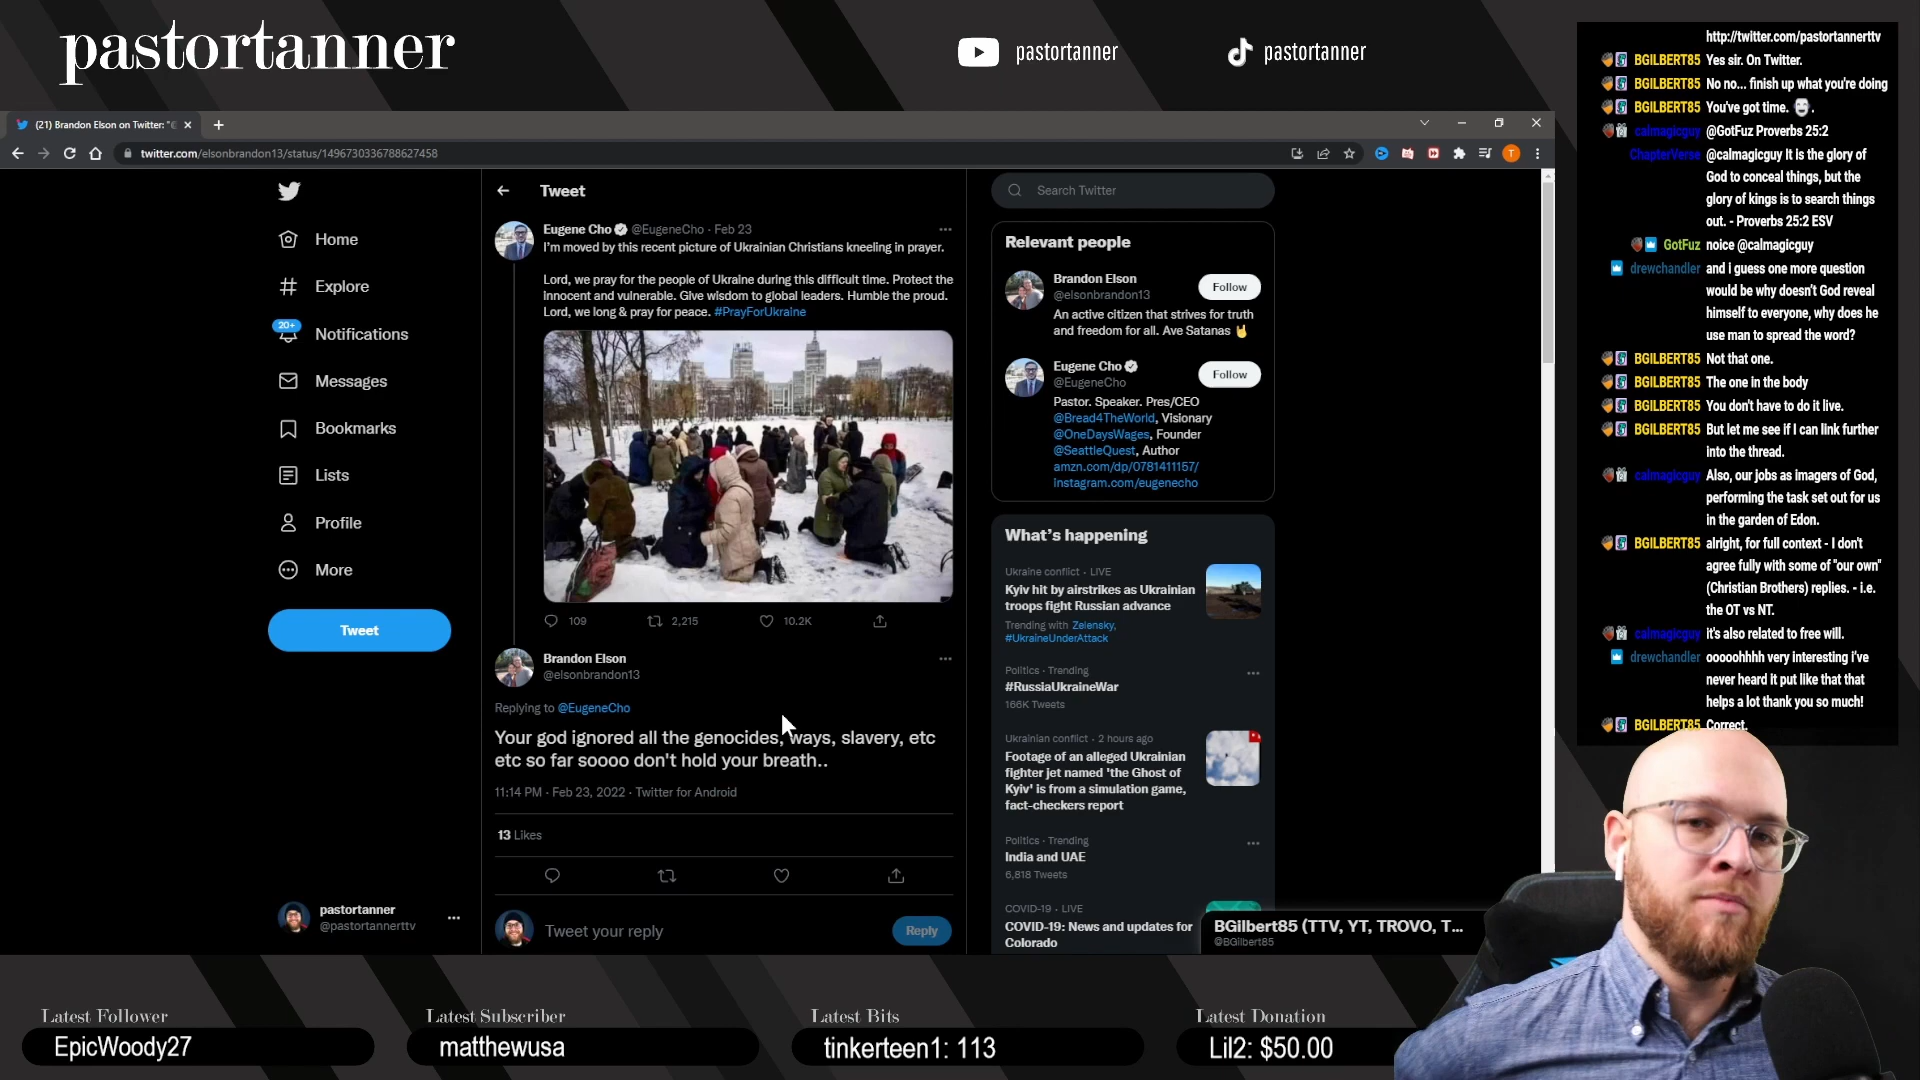 pastortanner
pastortanner
pastortanner
(21) Brandon Elson on Twitter: "
twitter.com/elsonbrandon13/status/1496730336788627458
Home
Explore
20+
Notifications
Messages
Bookmarks
Lists
Profile
More
Tweet
pastortanner
@pastortannerttv
Tweet
Eugene Cho @EugeneCho · Feb 23
I'm moved by this recent picture of Ukrainian Christians kneeling in prayer.
Lord, we pray for the people of Ukraine during this difficult time. Protect the
innocent and vulnerable. Give wisdom to global leaders. Humble the proud.
Lord, we long & pray for peace. #PrayForUkraine
109
2,215
10.2K
Brandon Elson
@elsonbrandon13
Replying to @EugeneCho
Your god ignored all the genocides, ways, slavery, etc
etc so far soooo don't hold your breath..
11:14 PM · Feb 23, 2022 · Twitter for Android
13 Likes
Tweet your reply
Reply
Search Twitter
Relevant people
Brandon Elson
@elsonbrandon13
Follow
An active citizen that strives for truth
and freedom for all. Ave Satanas 🤘
Eugene Cho
@EugeneCho
Follow
Pastor. Speaker. Pres/CEO
@Bread4TheWorld, Visionary
@OneDaysWages, Founder
@SeattleQuest, Author
amzn.com/dp/0781411157/
instagram.com/eugenecho
What's happening
Ukraine conflict · LIVE
Kyiv hit by airstrikes as Ukrainian
troops fight Russian advance
Trending with Zelensky,
#UkraineUnderAttack
Politics · Trending
#RussiaUkraineWar
166K Tweets
Ukrainian conflict · 2 hours ago
Footage of an alleged Ukrainian
fighter jet named 'the Ghost of
Kyiv' is from a simulation game,
fact-checkers report
Politics · Trending
India and UAE
6,818 Tweets
COVID-19 · LIVE
COVID-19: News and updates for
Colorado
BGilbert85 (TTV, YT, TROVO, T...
@BGilbert85
http://twitter.com/pastortannerttv
BGILBERT85 Yes sir. On Twitter.
BGILBERT85 No no... finish up what you're doing
BGILBERT85 You've got time. .
calmagicguy @GotFuz Proverbs 25:2
ChapterVerse @calmagicguy It is the glory of
God to conceal things, but the
glory of kings is to search things
out. - Proverbs 25:2 ESV
GotFuz noice @calmagicguy
drewchandler and i guess one more question
would be why doesn't God reveal
himself to everyone, why does he
use man to spread the word?
BGILBERT85 Not that one.
BGILBERT85 The one in the body
BGILBERT85 You don't have to do it live.
BGILBERT85 But let me see if I can link further
into the thread.
calmagicguy Also, our jobs as imagers of God,
performing the task set out for us
in the garden of Edon.
BGILBERT85 alright, for full context - I don't
agree fully with some of "our own"
(Christian Brothers) replies. - i.e.
the OT vs NT.
calmagicguy it's also related to free will.
drewchandler ooooohhhh very interesting i've
never heard it put like that that
helps a lot thank you so much!
BGILBERT85 Correct.
Latest Follower
EpicWoody27
Latest Subscriber
matthewusa
Latest Bits
tinkerteen1: 113
Latest Donation
Lil2: $50.00